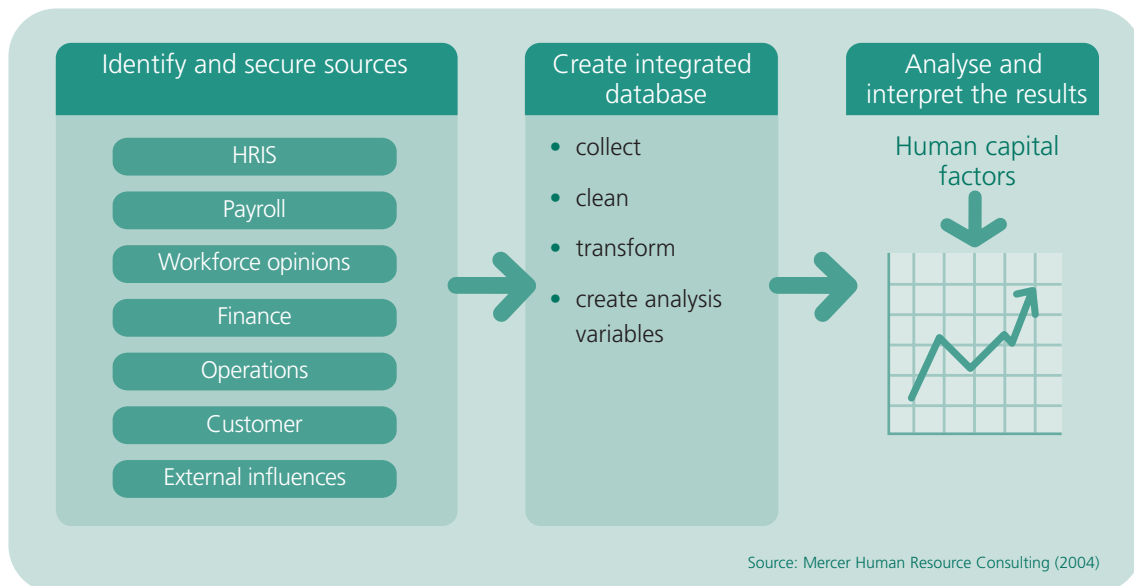 Identify and secure sources
HRIS
Payroll
Workforce opinions
Finance
Operations
Customer
External influences
Create integrated
database
• collect
• clean
• transform
• create analysis
variables
Analyse and
interpret the results
Human capital
factors
Source: Mercer Human Resource Consulting (2004)